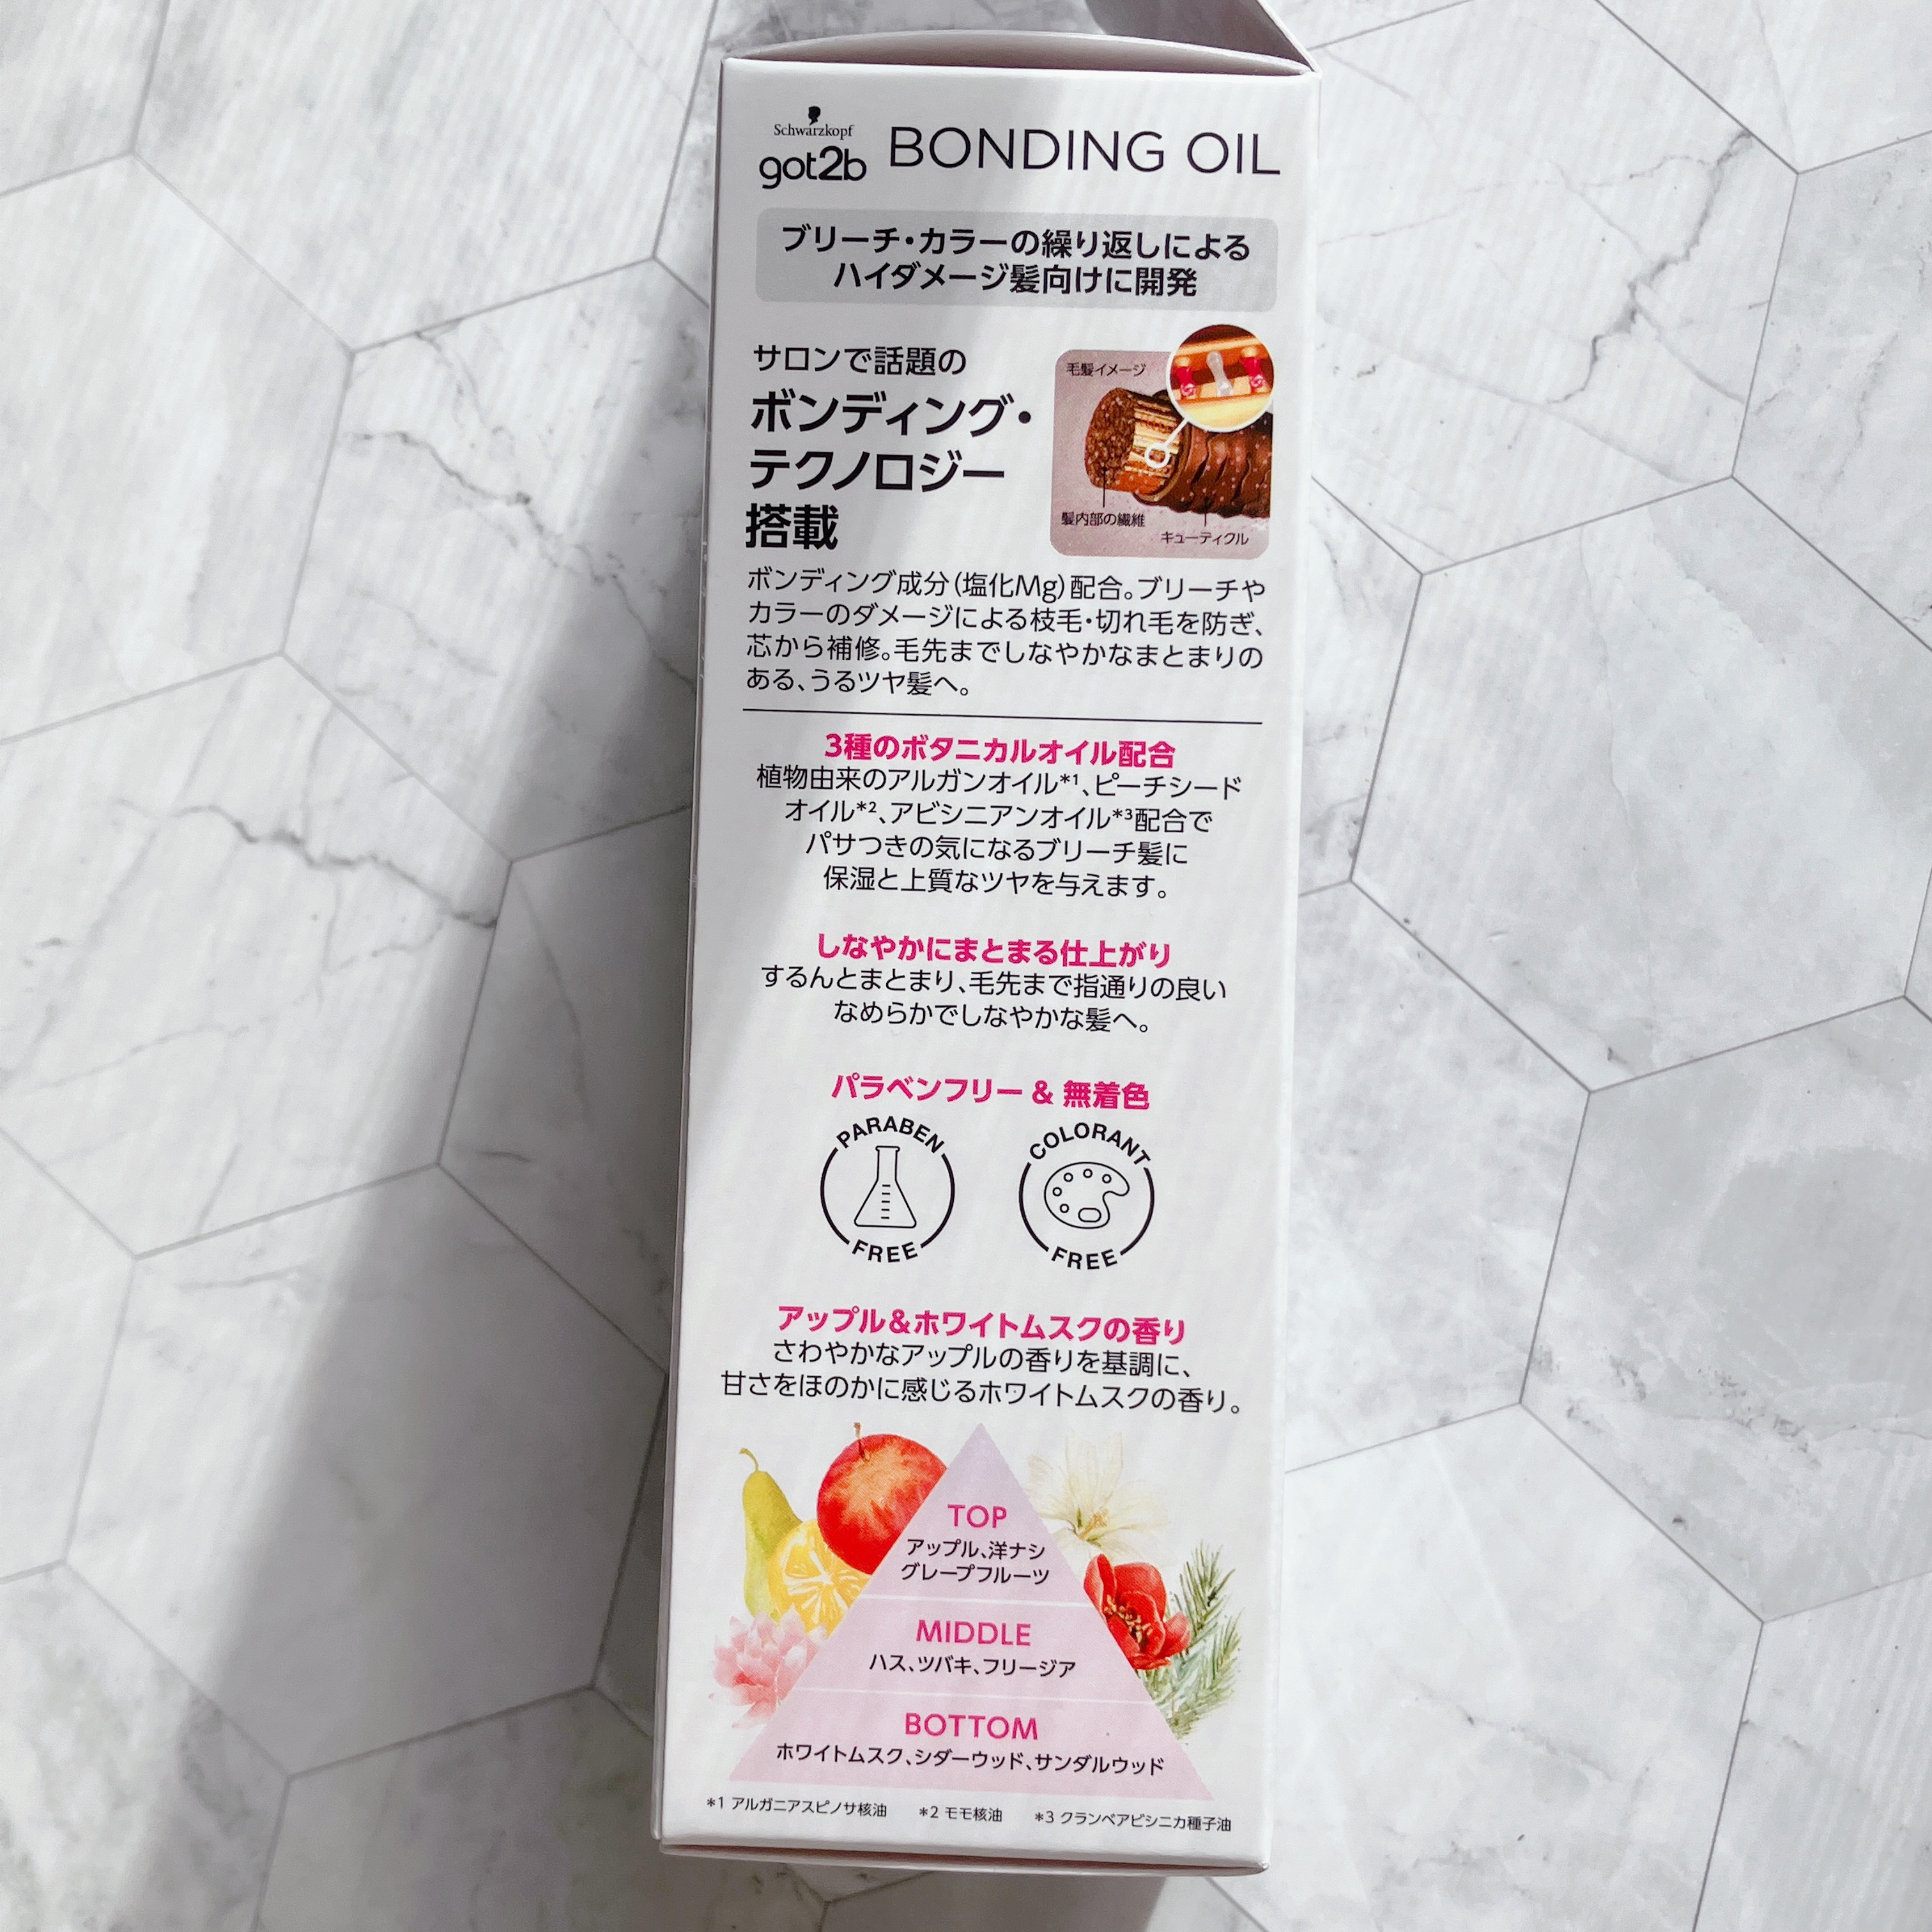 Schwarzkopf
got2b BONDING OIL
ブリーチ・カラーの繰り返しによる
ハイダメージ髪向けに開発
サロンで話題の
ボンディング・
テクノロジー
搭載
毛髪イメージ
髪内部の繊維
キューティクル
ボンディング成分(塩化Mg)配合。ブリーチや
カラーのダメージによる枝毛・切れ毛を防ぎ、
芯から補修。毛先までしなやかなまとまりの
ある、うるツヤ髪へ。
3種のボタニカルオイル配合
植物由来のアルガンオイル*1、ピーチシード
オイル*2、アビシニアンオイル*3配合で
パサつきの気になるブリーチ髪に
保湿と上質なツヤを与えます。
しなやかにまとまる仕上がり
するんとまとまり、毛先まで指通りの良い
なめらかでしなやかな髪へ。
パラベンフリー & 無着色
PARABEN FREE
COLORANT FREE
アップル&ホワイトムスクの香り
さわやかなアップルの香りを基調に、
甘さをほのかに感じるホワイトムスクの香り。
TOP
アップル、洋ナシ
グレープフルーツ
MIDDLE
ハス、ツバキ、フリージア
BOTTOM
ホワイトムスク、シダーウッド、サンダルウッド
*1 アルガニアスピノサ核油 *2 モモ核油 *3 クランベアビシニカ種子油